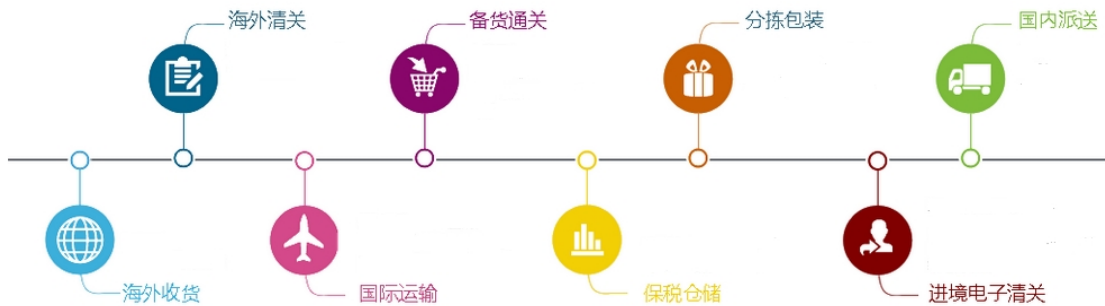 海外清关
备货通关
分拣包装
国内派送
海外收货
国际运输
保税仓储
进境电子清关